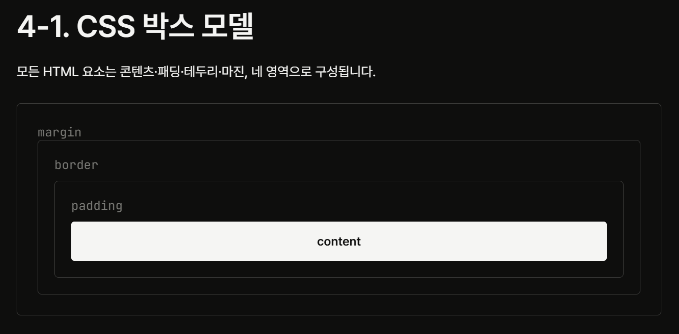 4-1. CSS 박스 모델
모든 HTML 요소는 콘텐츠·패딩·테두리·마진, 네 영역으로 구성됩니다.
margin
border
padding
content